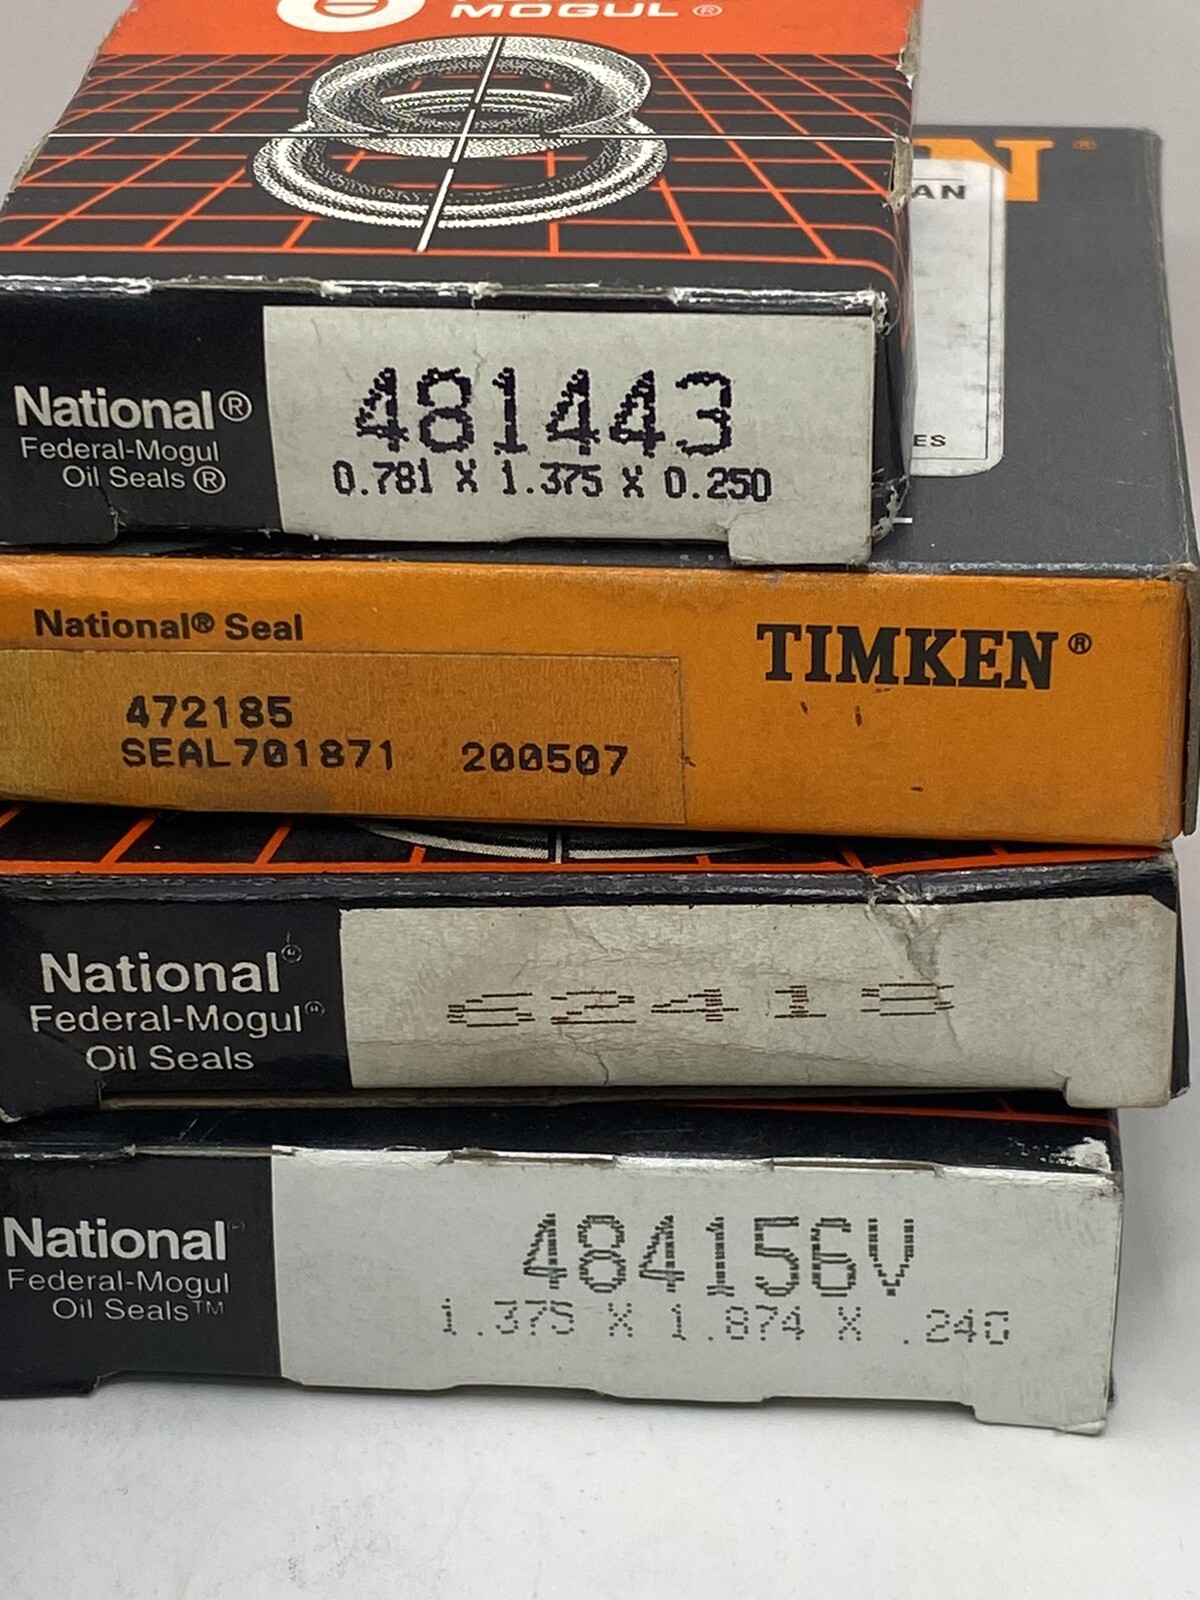 MOGUL®
N®
AN
National®
Federal-Mogul
Oil Seals®
481443
0.781 X 1.375 X 0.250
ES
National® Seal
TIMKEN®
472185
SEAL701871 200507
National®
Federal-Mogul®
Oil Seals
62415
National
Federal-Mogul
Oil Seals™
484156V
1.375 X 1.874 X .240